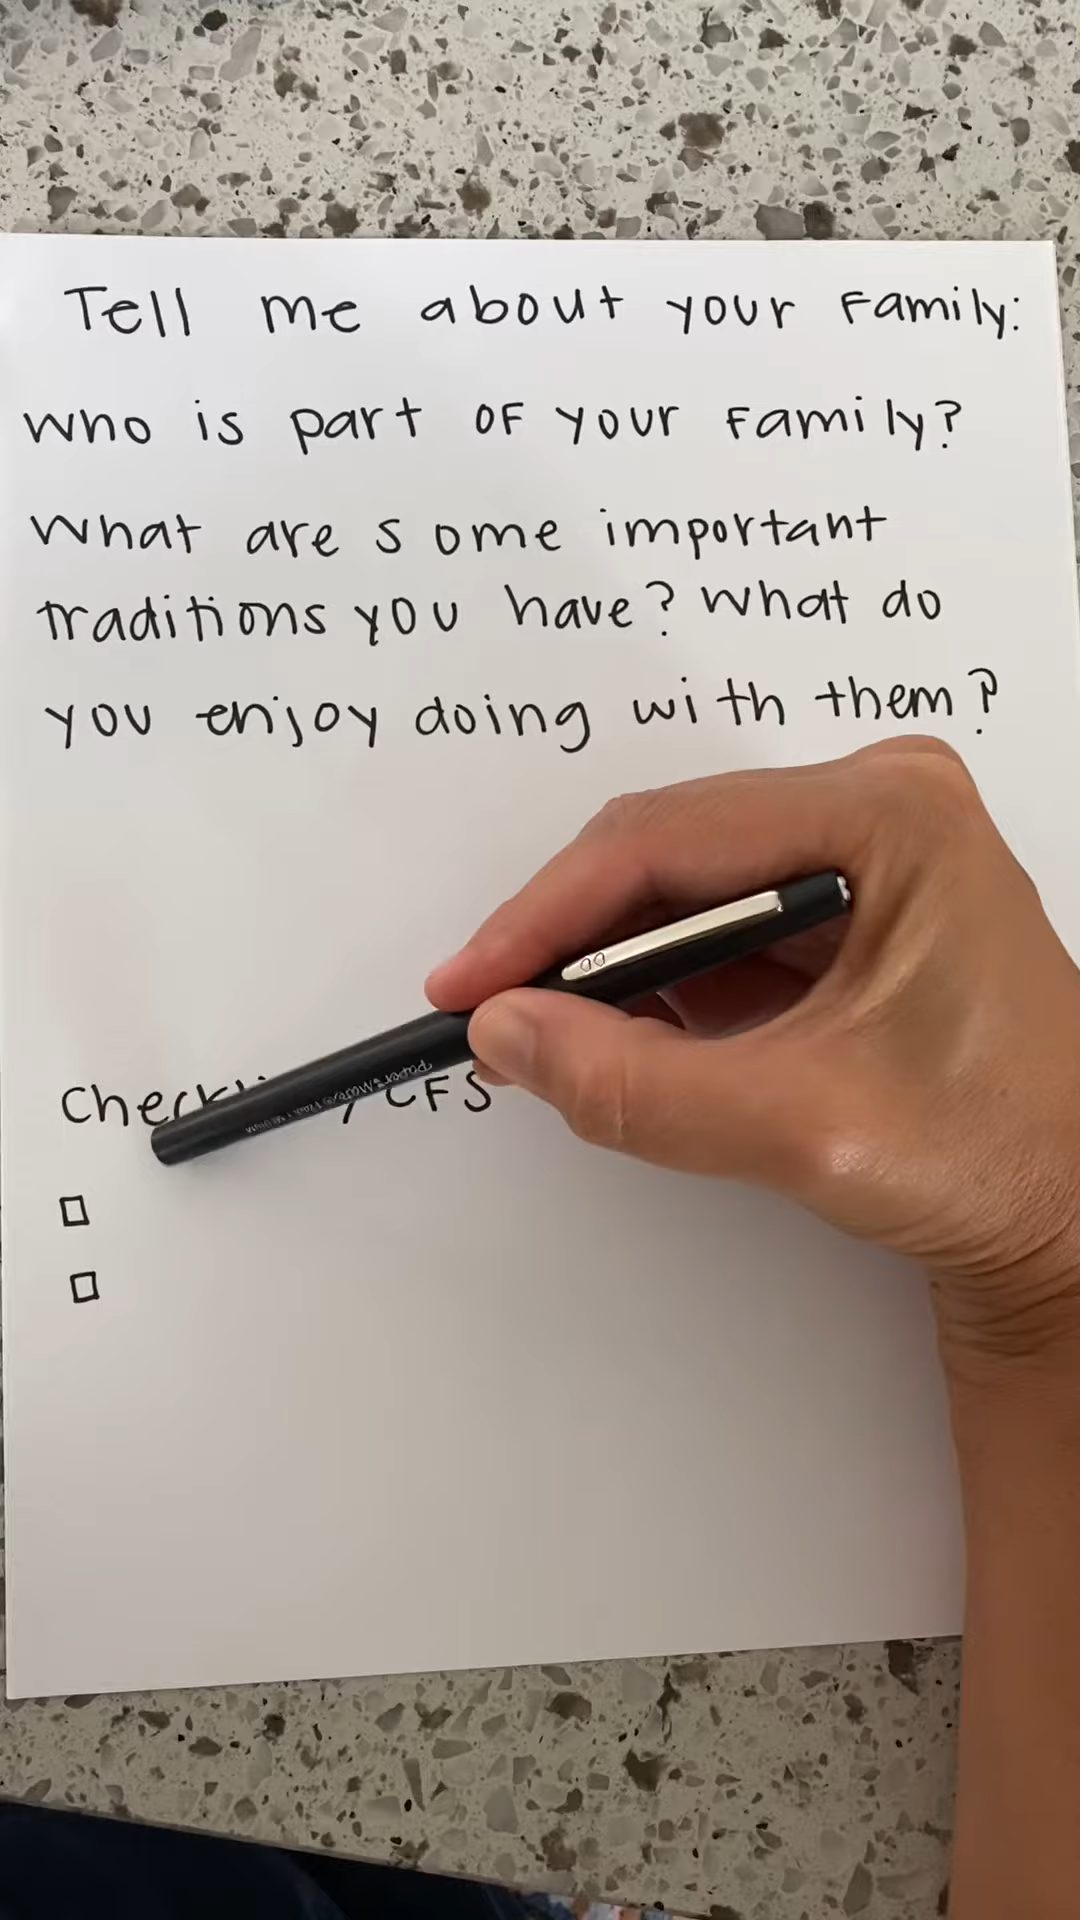 Tell me about your Family:
Who is part OF your Family?
What are some important
traditions you have? What do
you enjoy doing with them?
CFS